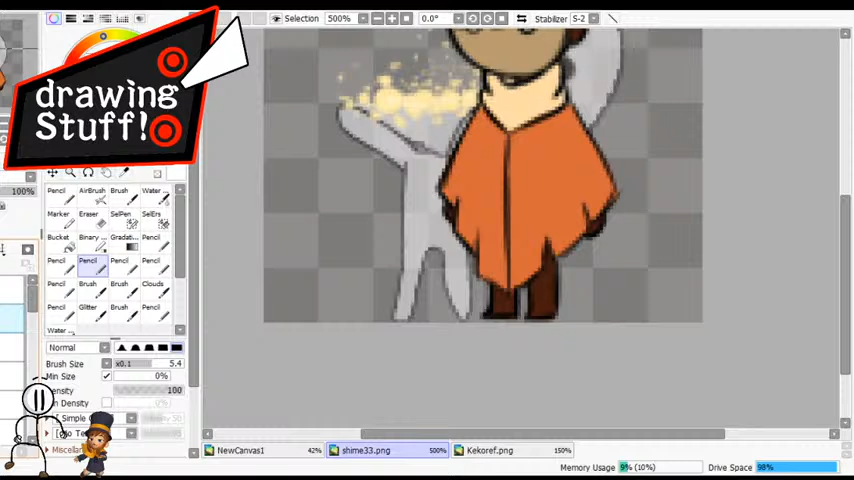 Selection 500% 0.0° Stabilizer S-2
drawing
Stuff!
100%
Pencil AirBrush Brush Water ...
Marker Eraser SelPen SelErs
Bucket Binary ... Gradati... Pencil
Pencil Pencil Pencil Pencil
Pencil Brush Brush Clouds
Pencil Glitter Brush Pencil
Water ...
Normal
Brush Size x0.1 5.4
Min Size 0%
100
0%
[ Simple 50
Miscella
NewCanvas1 42% shime33.png 500% Kekoref.png 150%
Memory Usage 9% (10%) Drive Space 98%